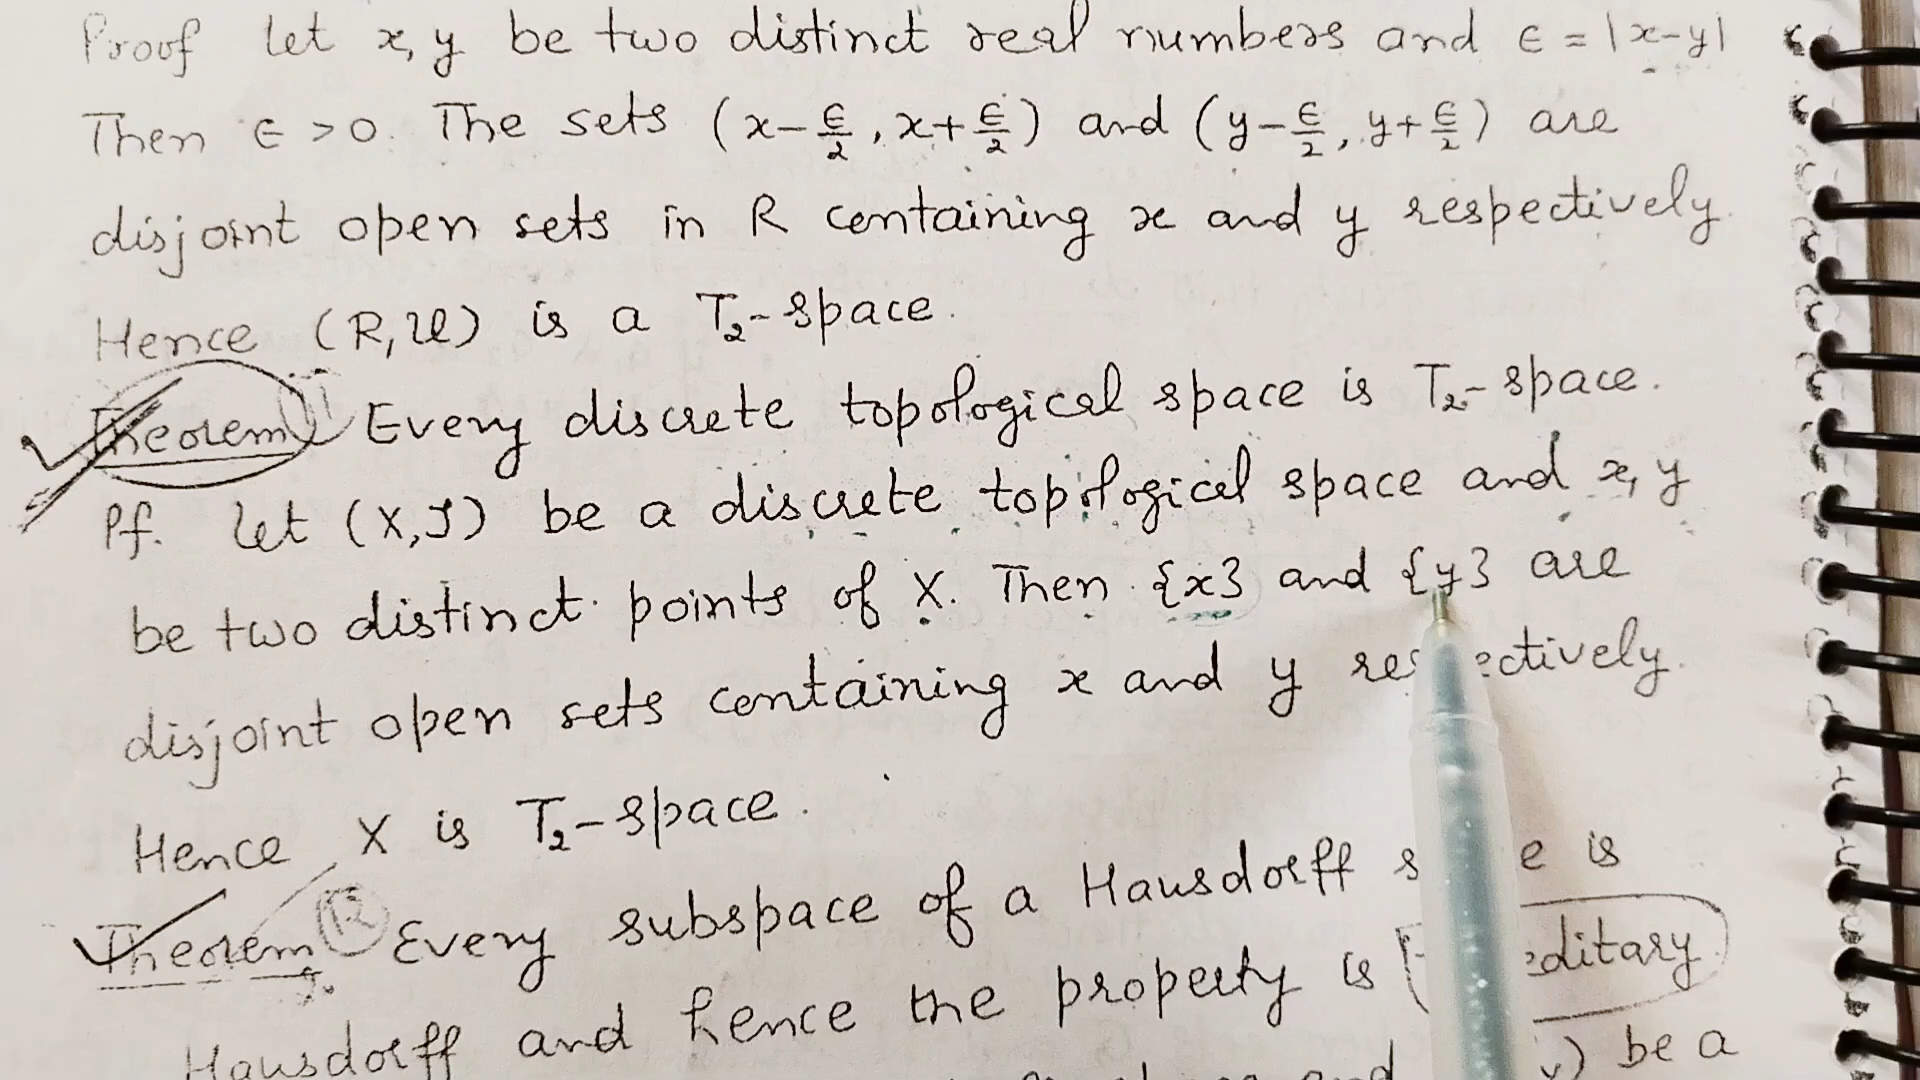 Proof let x, y be two distinct real numbers and ϵ = |x-y|
Then ϵ > 0. The sets (x-ϵ/2, x+ϵ/2) and (y-ϵ/2, y+ϵ/2) are
disjoint open sets in R containing x and y respectively.
Hence (R, U) is a T₂-space.
Theorem 11 Every discrete topological space is T₂-space.
Pf. let (X, J) be a discrete topological space and x, y
be two distinct points of X. Then {x} and {y} are
disjoint open sets containing x and y respectively.
Hence X is T₂-space.
Theorem 12 Every subspace of a Hausdorff is
Hausdorff and hence the property is
and be a